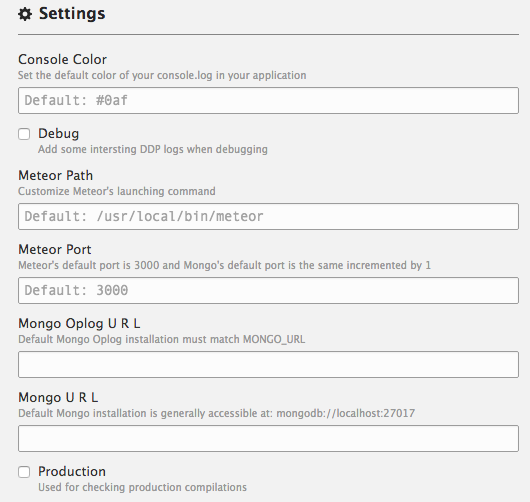 Settings
Console Color
Set the default color of your console.log in your application
Default: #0af
Debug
Add some intersting DDP logs when debugging
Meteor Path
Customize Meteor's launching command
Default: /usr/local/bin/meteor
Meteor Port
Meteor's default port is 3000 and Mongo's default port is the same incremented by 1
Default: 3000
Mongo Oplog U R L
Default Mongo Oplog installation must match MONGO_URL
Mongo U R L
Default Mongo installation is generally accessible at: mongodb://localhost:27017
Production
Used for checking production compilations